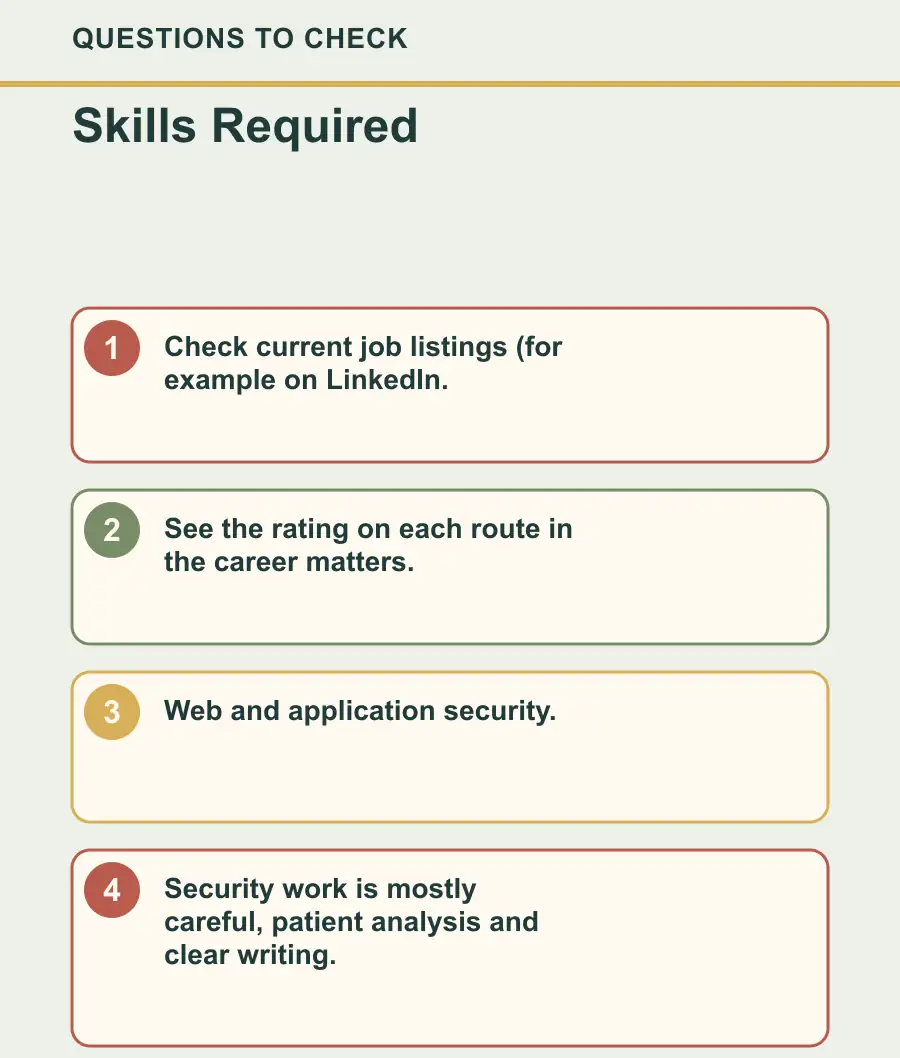 QUESTIONS TO CHECK
Skills Required
1
Check current job listings (for
example on LinkedIn.
2
See the rating on each route in
the career matters.
3
Web and application security.
4
Security work is mostly
careful, patient analysis and
clear writing.